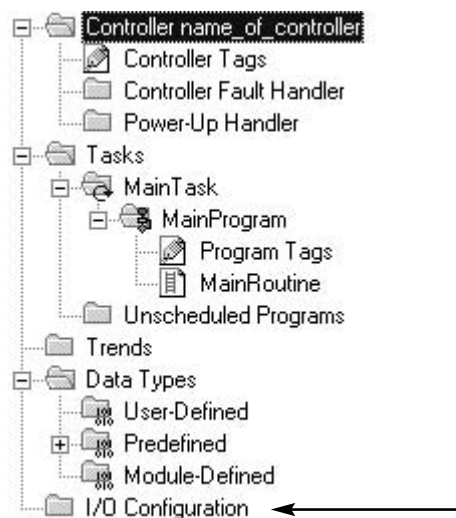 Controller name_of_controller
Controller Tags
Controller Fault Handler
Power-Up Handler
Tasks
MainTask
MainProgram
Program Tags
MainRoutine
Unscheduled Programs
Trends
Data Types
User-Defined
Predefined
Module-Defined
I/O Configuration